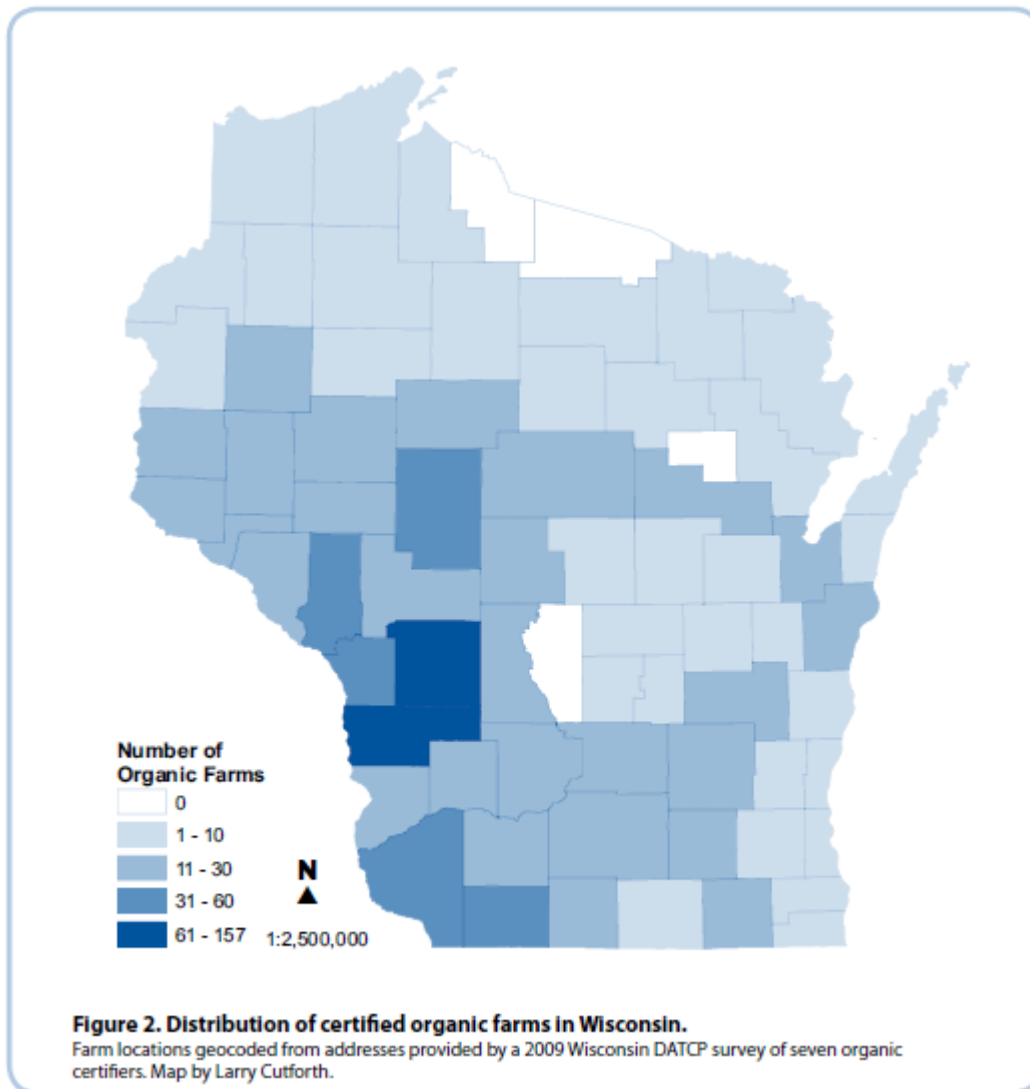 Number of
Organic Farms
0
1 - 10
11 - 30
31 - 60
61 - 157
N
1:2,500,000
Figure 2. Distribution of certified organic farms in Wisconsin.
Farm locations geocoded from addresses provided by a 2009 Wisconsin DATCP survey of seven organic
certifiers. Map by Larry Cutforth.